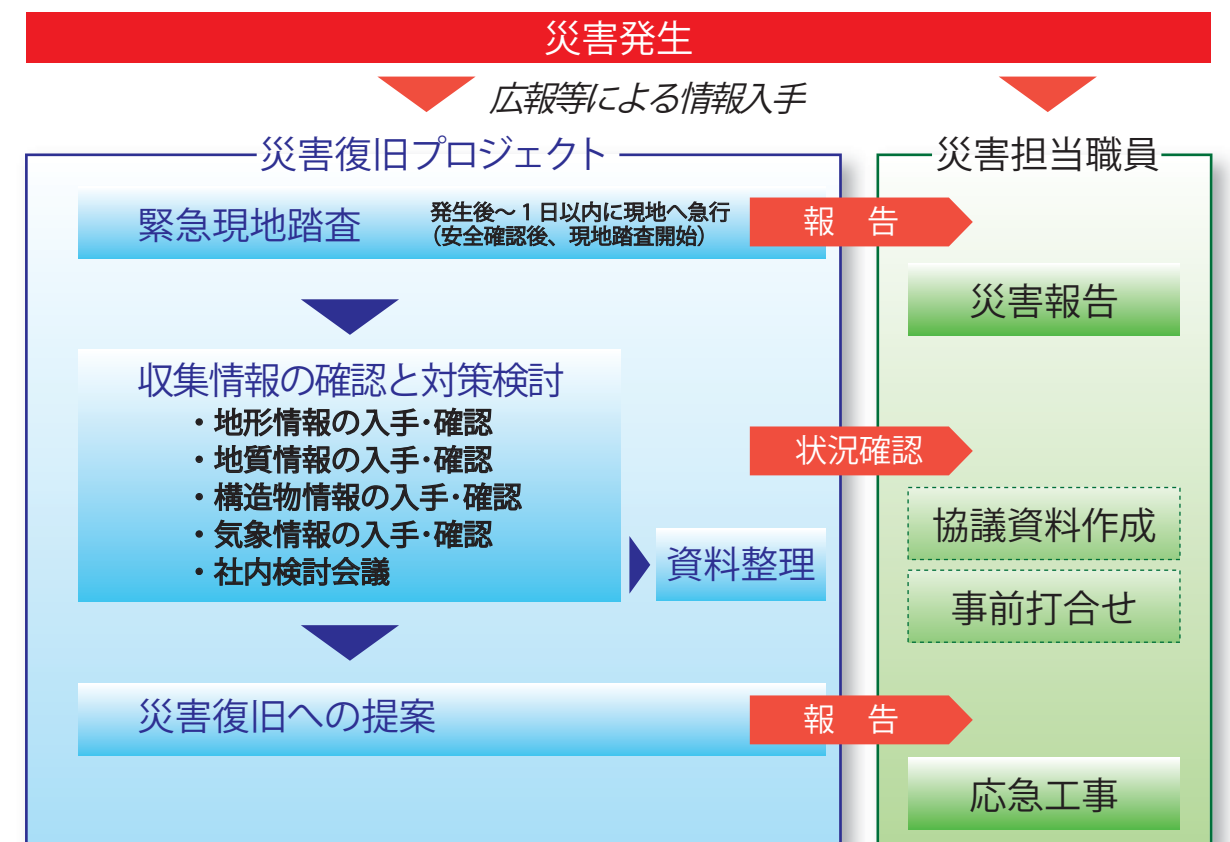 災害発生
広報等による情報入手
災害復旧プロジェクト
災害担当職員
緊急現地踏査
発生後～１日以内に現地へ急行
（安全確認後、現地踏査開始）
報　告
災害報告
収集情報の確認と対策検討
・地形情報の入手･確認
・地質情報の入手･確認
・構造物情報の入手･確認
・気象情報の入手･確認
・社内検討会議
状況確認
資料整理
協議資料作成
事前打合せ
災害復旧への提案
報　告
応急工事